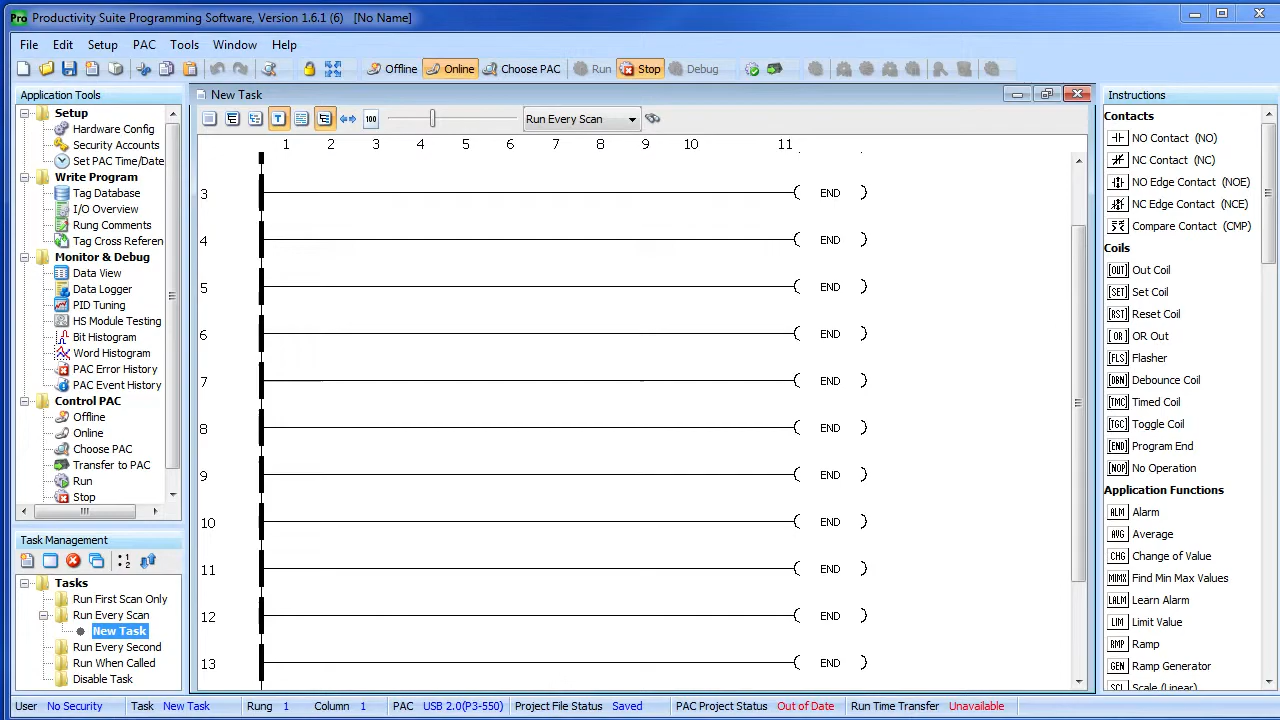 Pro Productivity Suite Programming Software, Version 1.6.1 (6) [No Name]
File Edit Setup PAC Tools Window Help
Offline Online Choose PAC Run Stop Debug
Application Tools
Setup
Hardware Config
Security Accounts
Set PAC Time/Date
Write Program
Tag Database
I/O Overview
Rung Comments
Tag Cross Referen
Monitor & Debug
Data View
Data Logger
PID Tuning
HS Module Testing
Bit Histogram
Word Histogram
PAC Error History
PAC Event History
Control PAC
Offline
Online
Choose PAC
Transfer to PAC
Run
Stop
Task Management
1
2
Tasks
Run First Scan Only
Run Every Scan
New Task
Run Every Second
Run When Called
Disable Task
New Task
T 100 Run Every Scan
1 2 3 4 5 6 7 8 9 10 11
3 END
4 END
5 END
6 END
7 END
8 END
9 END
10 END
11 END
12 END
13 END
Instructions
Contacts
NO Contact (NO)
NC Contact (NC)
NO Edge Contact (NOE)
NC Edge Contact (NCE)
Compare Contact (CMP)
Coils
OUT Out Coil
SET Set Coil
RST Reset Coil
OR OR Out
FLS Flasher
DBN Debounce Coil
TMC Timed Coil
TGC Toggle Coil
END Program End
NOP No Operation
Application Functions
ALM Alarm
AVG Average
CHG Change of Value
MIMX Find Min Max Values
LALM Learn Alarm
LIM Limit Value
RMP Ramp
GEN Ramp Generator
SCL Scale (Linear)
User No Security Task New Task Rung 1 Column 1 PAC USB 2.0(P3-550) Project File Status Saved PAC Project Status Out of Date Run Time Transfer Unavailable